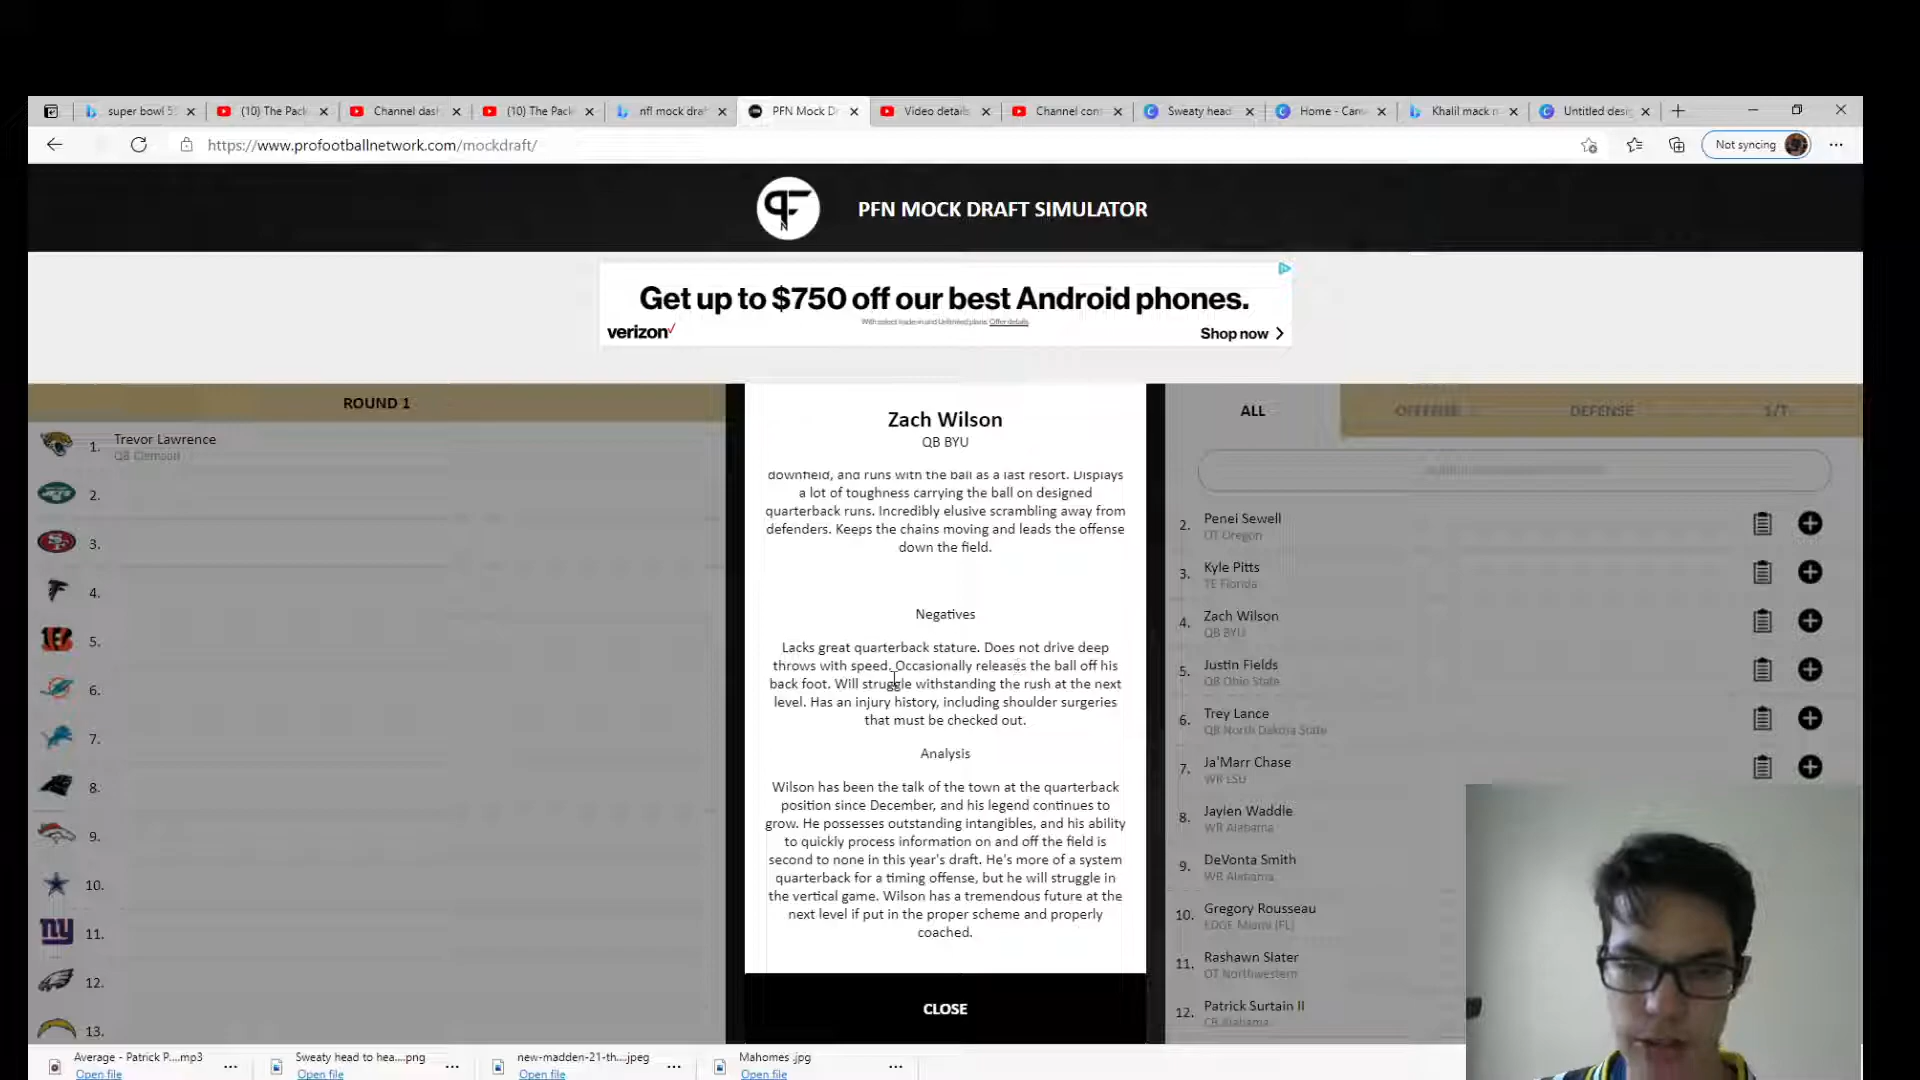 super bowl 5
(10) The Pack
Channel das
(10) The Pack
nfl mock dra
PFN Mock D
Video details
Channel con
Sweaty head
Home - Can
Khalil mack n
Untitled desi
https://www.profootballnetwork.com/mockdraft/
Not syncing
PFN MOCK DRAFT SIMULATOR
Get up to $750 off our best Android phones.
With select trade-in and Unlimited plans. Offer details
verizon
Shop now
ROUND 1
1. Trevor Lawrence
QB Clemson
2.
3.
4.
5.
6.
7.
8.
9.
10.
11.
12.
13.
Zach Wilson
QB BYU
downfield, and runs with the ball as a last resort. Displays
a lot of toughness carrying the ball on designed
quarterback runs. Incredibly elusive scrambling away from
defenders. Keeps the chains moving and leads the offense
down the field.
Negatives
Lacks great quarterback stature. Does not drive deep
throws with speed. Occasionally releases the ball off his
back foot. Will struggle withstanding the rush at the next
level. Has an injury history, including shoulder surgeries
that must be checked out.
Analysis
Wilson has been the talk of the town at the quarterback
position since December, and his legend continues to
grow. He possesses outstanding intangibles, and his ability
to quickly process information on and off the field is
second to none in this year's draft. He's more of a system
quarterback for a timing offense, but he will struggle in
the vertical game. Wilson has a tremendous future at the
next level if put in the proper scheme and properly
coached.
CLOSE
ALL
OFFENSE
DEFENSE
S/T
2. Penei Sewell
OT Oregon
3. Kyle Pitts
TE Florida
4. Zach Wilson
QB BYU
5. Justin Fields
QB Ohio State
6. Trey Lance
QB North Dakota State
7. Ja'Marr Chase
WR LSU
8. Jaylen Waddle
WR Alabama
9. DeVonta Smith
WR Alabama
10. Gregory Rousseau
EDGE Miami (FL)
11. Rashawn Slater
OT Northwestern
12. Patrick Surtain II
CB Alabama
Average - Patrick P....mp3
Open file
Sweaty head to hea....png
Open file
new-madden-21-th....jpeg
Open file
Mahomes .jpg
Open file